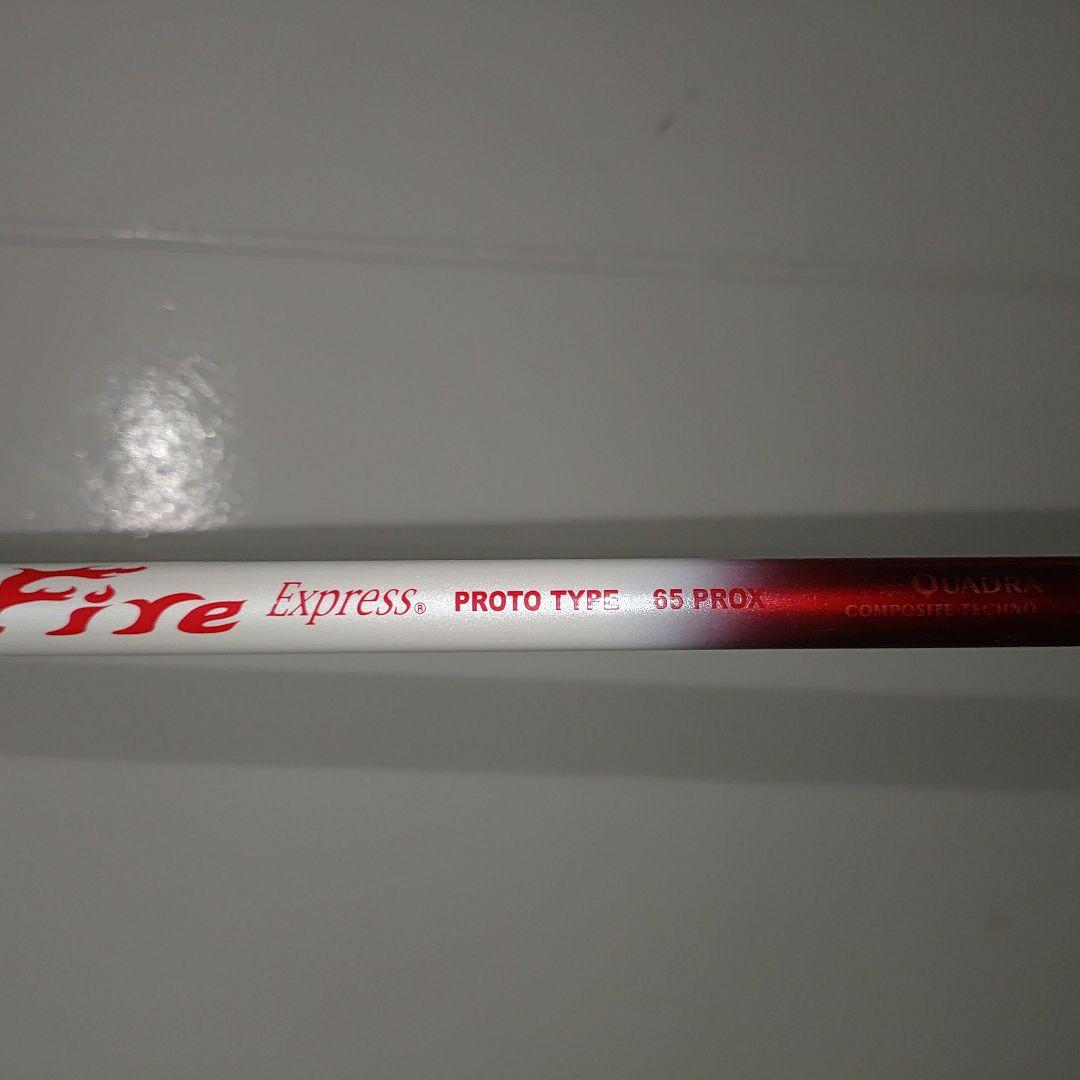 Fire Express® PROTO TYPE 65 PROX
QUADRA
COMPOSITE TECHNO